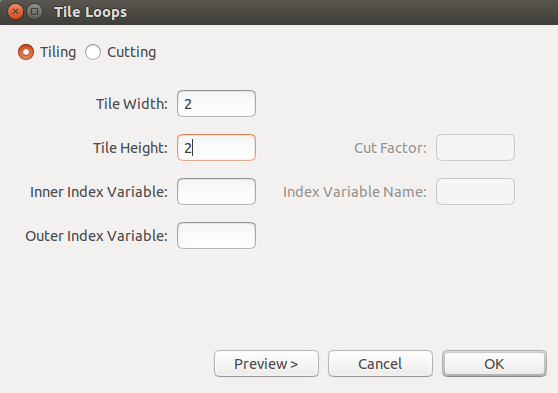 Tile Loops
Tiling Cutting
Tile Width: 2
Tile Height: 2 Cut Factor:
Inner Index Variable: Index Variable Name:
Outer Index Variable:
Preview > Cancel OK